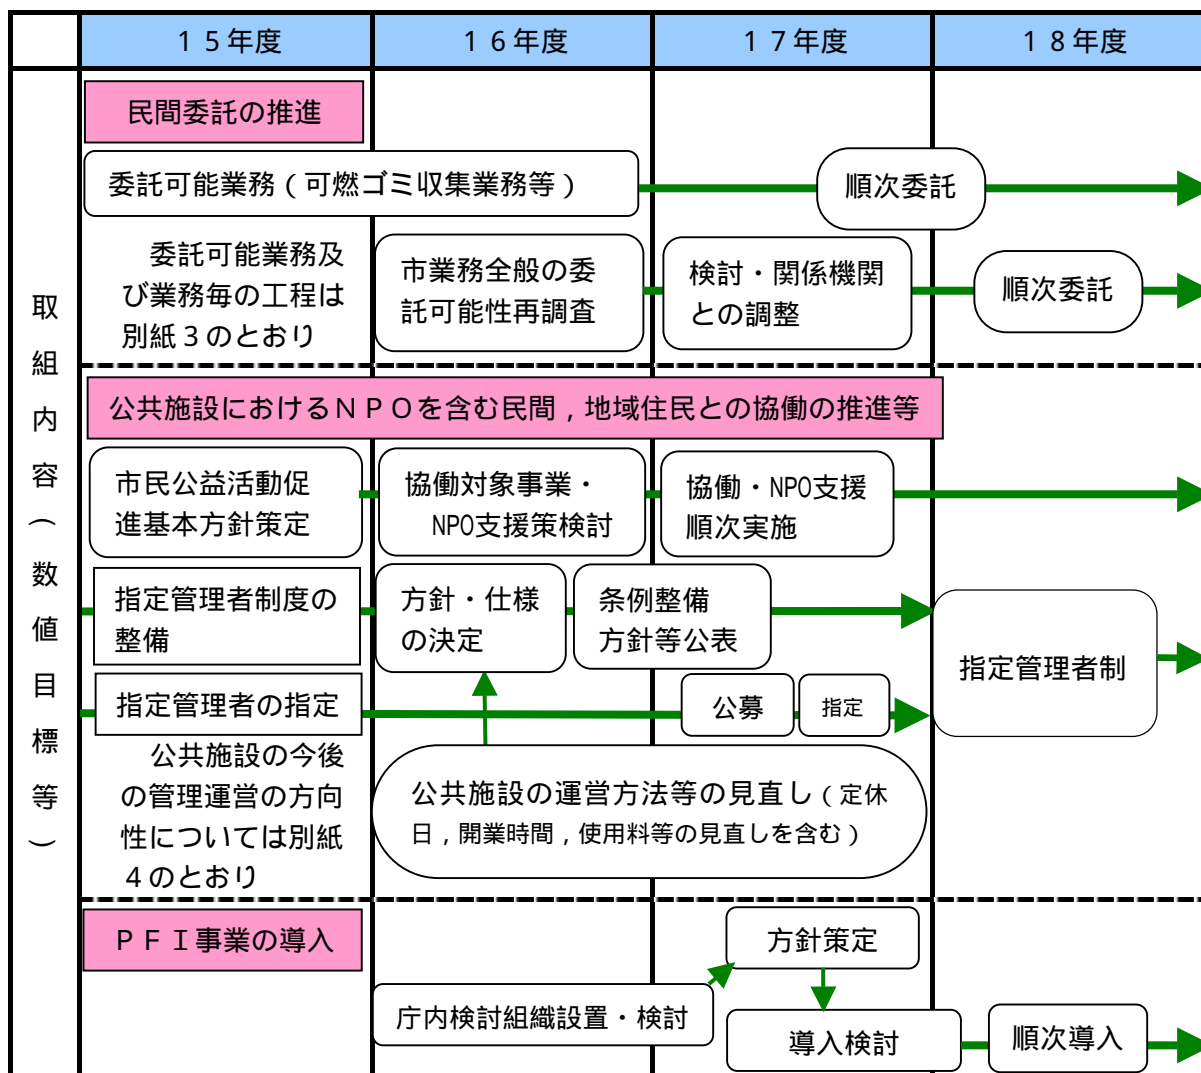 １５年度
１６年度
１７年度
１８年度
取組内容（数値目標等）
民間委託の推進
委託可能業務（可燃ゴミ収集業務等）
順次委託
委託可能業務及
び業務毎の工程は
別紙３のとおり
市業務全般の委
託可能性再調査
検討・関係機関
との調整
順次委託
公共施設におけるＮＰＯを含む民間，地域住民との協働の推進等
市民公益活動促
進基本方針策定
協働対象事業・
NPO支援策検討
協働・NPO支援
順次実施
指定管理者制度の
整備
方針・仕様
の決定
条例整備
方針等公表
指定管理者制
指定管理者の指定
公募
指定
公共施設の今後
の管理運営の方向
性については別紙
４のとおり
公共施設の運営方法等の見直し（定休
日，開業時間，使用料等の見直しを含む）
ＰＦＩ事業の導入
方針策定
庁内検討組織設置・検討
導入検討
順次導入